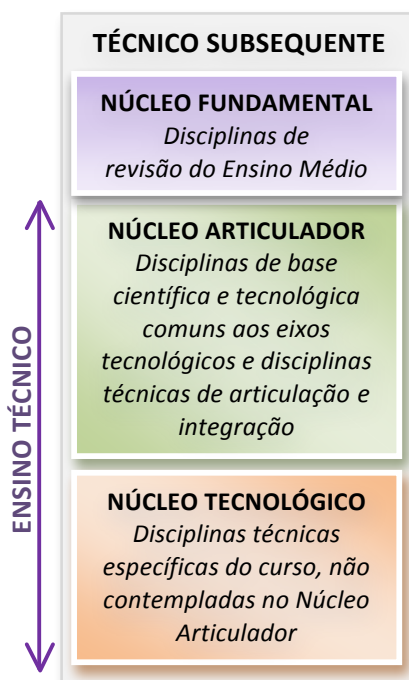 TÉCNICO SUBSEQUENTE
NÚCLEO FUNDAMENTAL
Disciplinas de
revisão do Ensino Médio
NÚCLEO ARTICULADOR
Disciplinas de base
científica e tecnológica
comuns aos eixos
tecnológicos e disciplinas
técnicas de articulação e
integração
NÚCLEO TECNOLÓGICO
Disciplinas técnicas
específicas do curso, não
contempladas no Núcleo
Articulador
ENSINO TÉCNICO